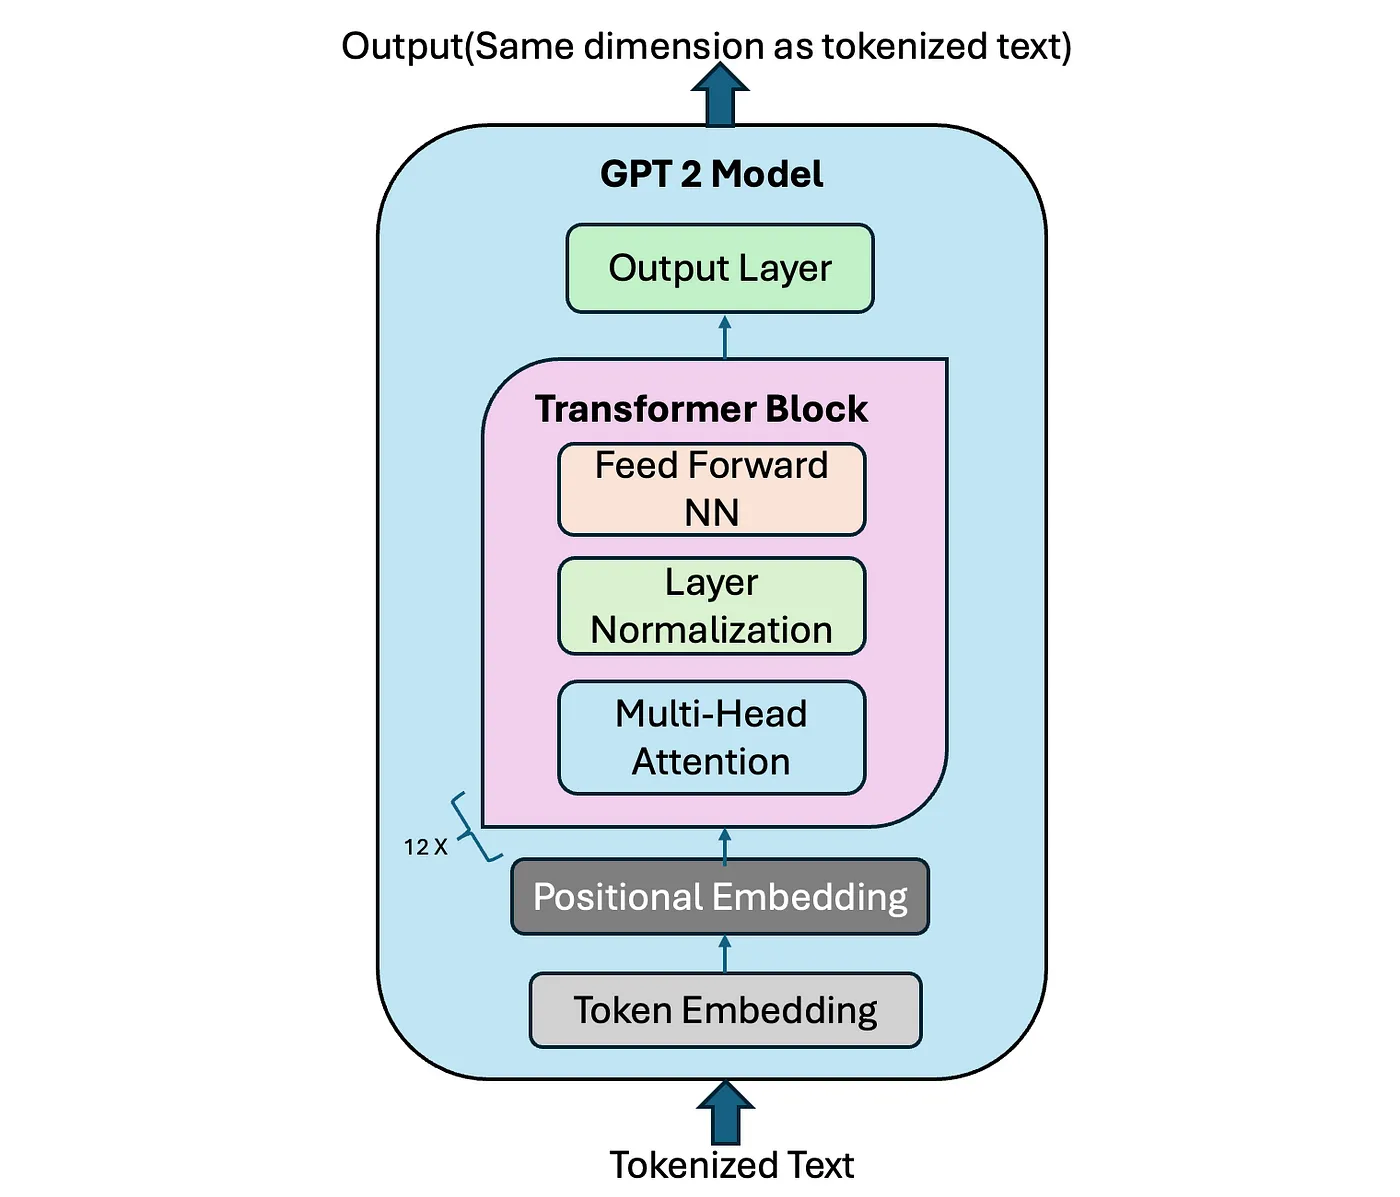 Output(Same dimension as tokenized text)
GPT 2 Model
Output Layer
Transformer Block
Feed Forward
NN
Layer
Normalization
Multi-Head
Attention
12 X
Positional Embedding
Token Embedding
Tokenized Text